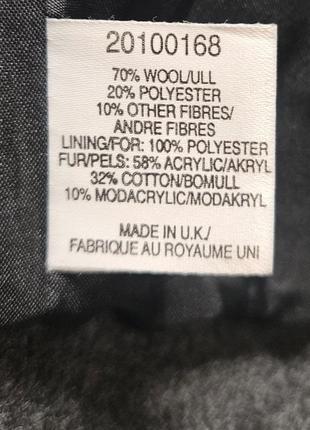 20100168
70% WOOL/ULL
20% POLYESTER
10% OTHER FIBRES/
ANDRE FIBRES
LINING/FOR: 100% POLYESTER
FUR/PELS: 58% ACRYLIC/AKRYL
32% COTTON/BOMULL
10% MODACRYLIC/MODAKRYL
MADE IN U.K./
FABRIQUE AU ROYAUME UNI